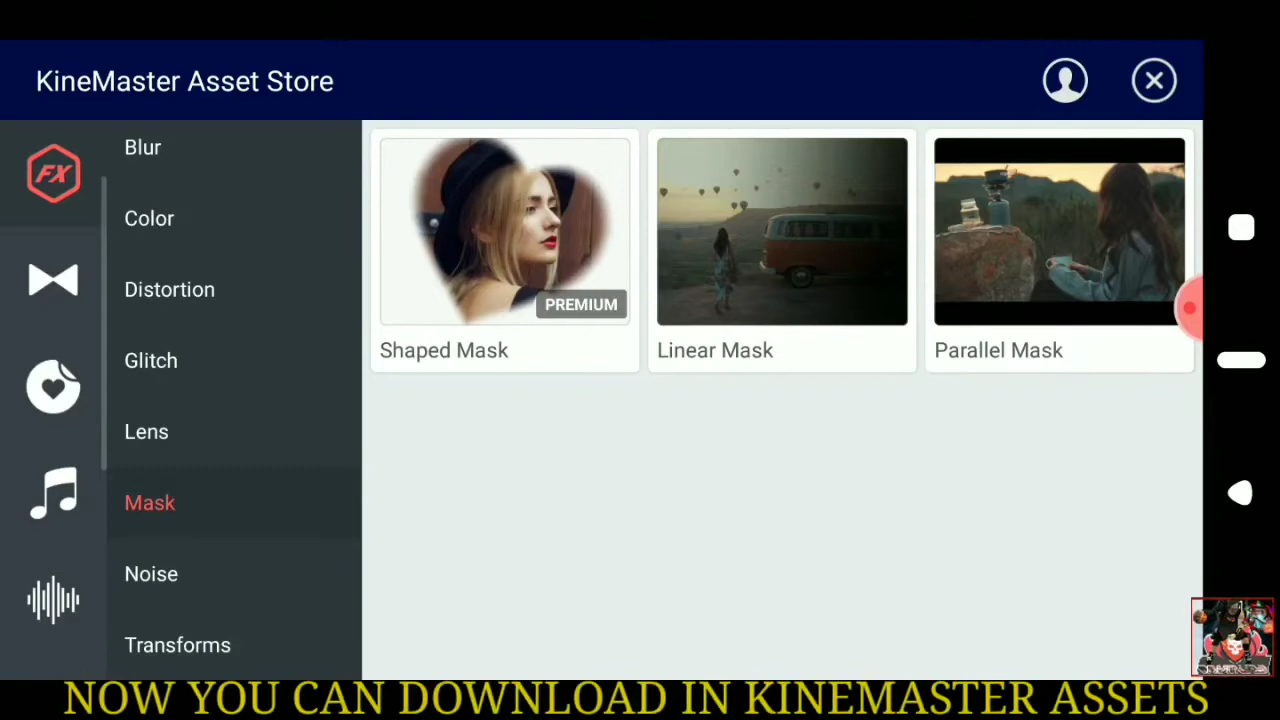 KineMaster Asset Store
FX
Blur
Color
Distortion
Glitch
Lens
Mask
Noise
Transforms
PREMIUM
Shaped Mask
Linear Mask
Parallel Mask
NOW YOU CAN DOWNLOAD IN KINEMASTER ASSETS